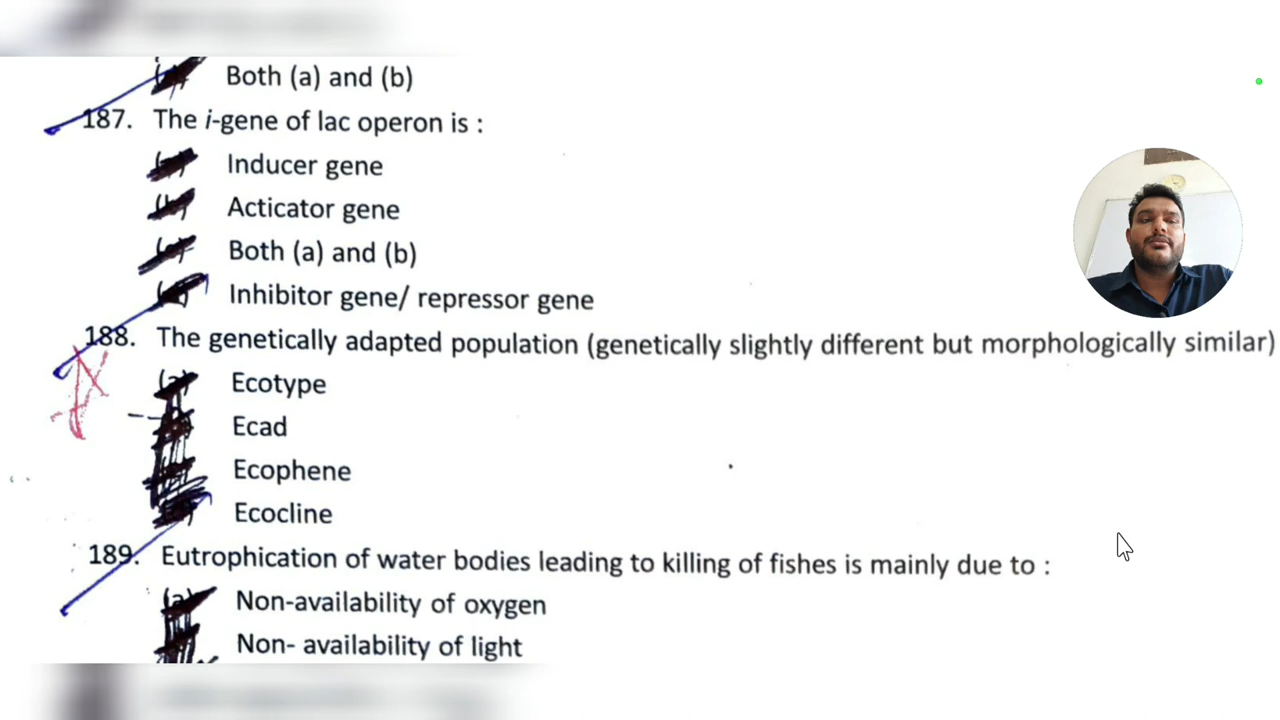 Both (a) and (b)
187. The i-gene of lac operon is :
Inducer gene
Acticator gene
Both (a) and (b)
Inhibitor gene/ repressor gene
188. The genetically adapted population (genetically slightly different but morphologically similar)
(a) Ecotype
Ecad
Ecophene
Ecocline
189. Eutrophication of water bodies leading to killing of fishes is mainly due to :
(a) Non-availability of oxygen
Non- availability of light